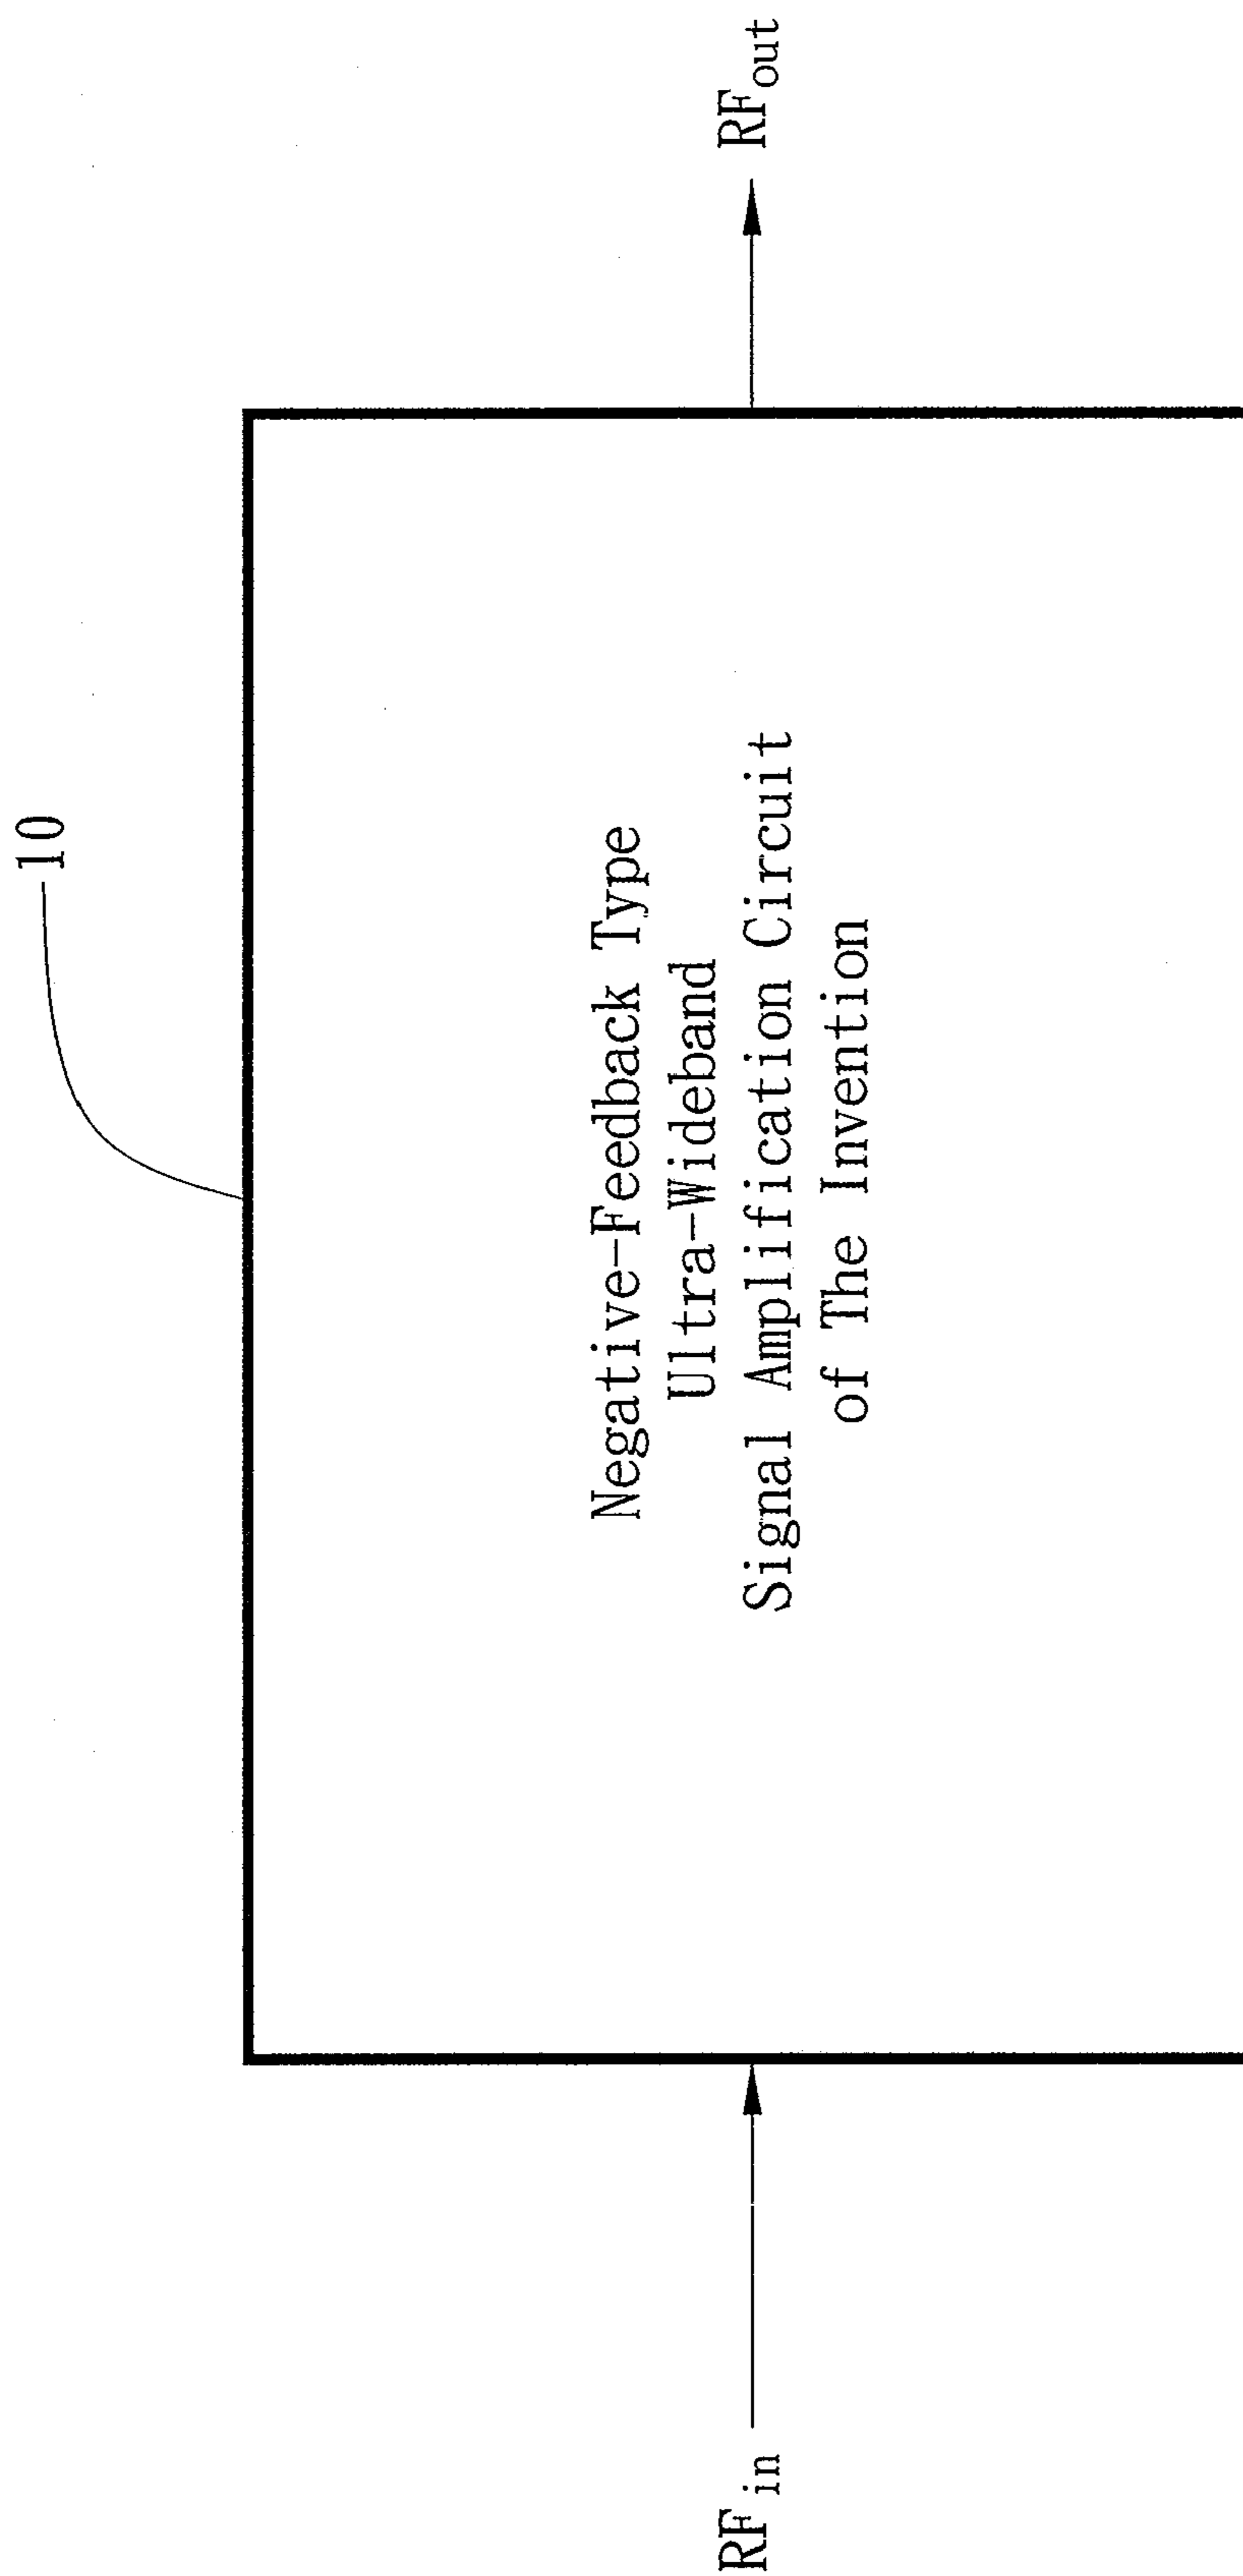 10
Negative-Feedback Type
Ultra-Wideband
Signal Amplification Circuit
of The Invention
RFin
RFout